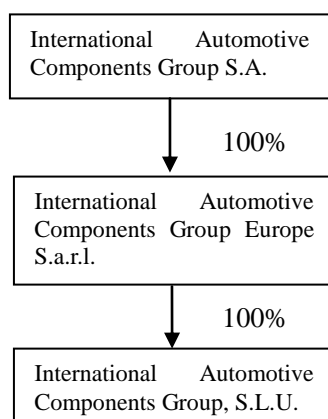 International Automotive
Components Group S.A.
100%
International Automotive
Components Group Europe
S.a.r.l.
100%
International Automotive
Components Group, S.L.U.